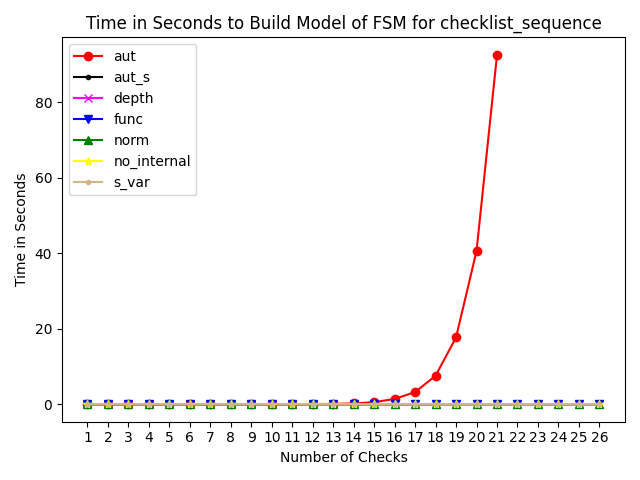 Time in Seconds to Build Model of FSM for checklist_sequence
aut
aut_s
depth
func
norm
no_internal
s_var
Time in Seconds
80
60
40
20
0
1 2 3 4 5 6 7 8 9 10 11 12 13 14 15 16 17 18 19 20 21 22 23 24 25 26
Number of Checks